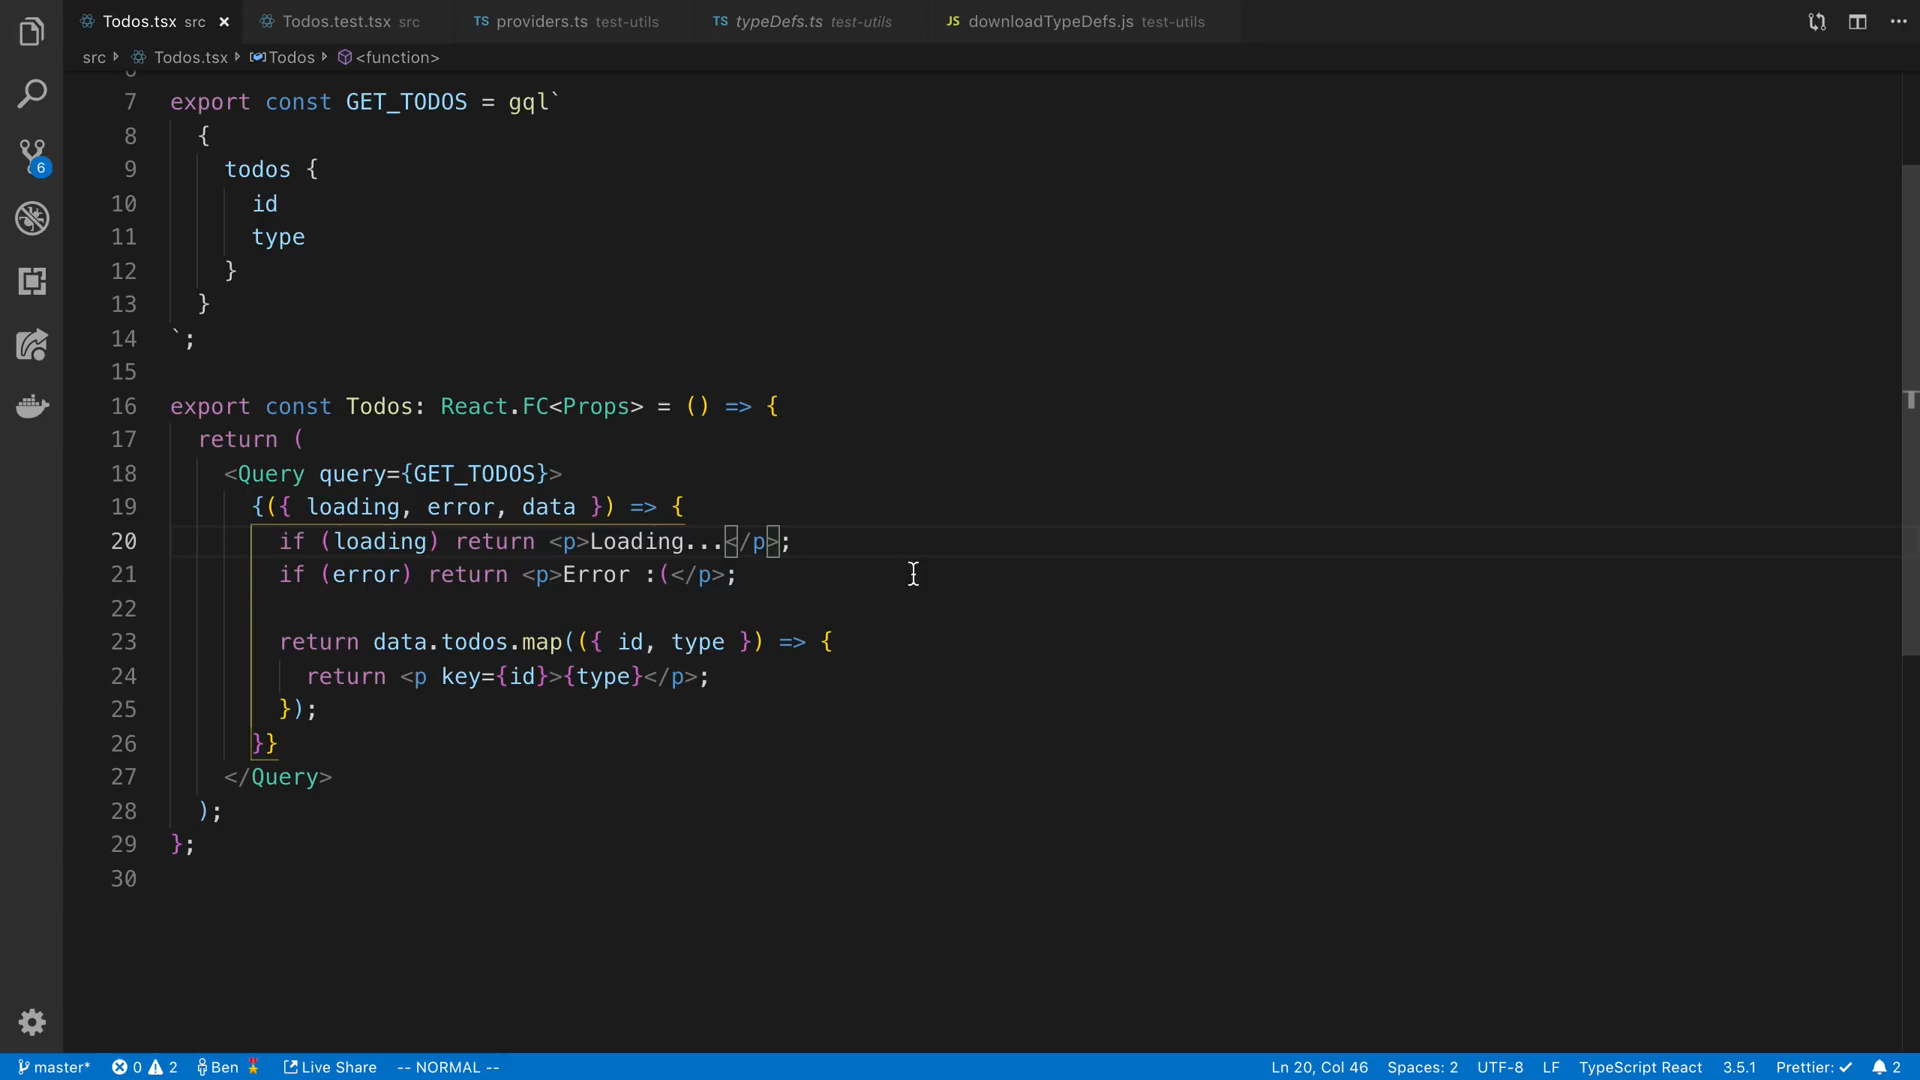 Todos.tsx src × Todos.test.tsx src TS providers.ts test-utils TS typeDefs.ts test-utils JS downloadTypeDefs.js test-utils
src Todos.tsx Todos <function>
7 export const GET_TODOS = gql`
8 {
9 todos {
10 id
11 type
12 }
13 }
14 `;
15
16 export const Todos: React.FC<Props> = () => {
17 return (
18 <Query query={GET_TODOS}>
19 {({ loading, error, data }) => {
20 if (loading) return <p>Loading...</p>;
21 if (error) return <p>Error :(</p>;
22
23 return data.todos.map(({ id, type }) => {
24 return <p key={id}>{type}</p>;
25 });
26 }}
27 </Query>
28 );
29 };
30
6
master* 0 2 Ben Live Share -- NORMAL -- Ln 20, Col 46 Spaces: 2 UTF-8 LF TypeScript React 3.5.1 Prettier: ✓ 2